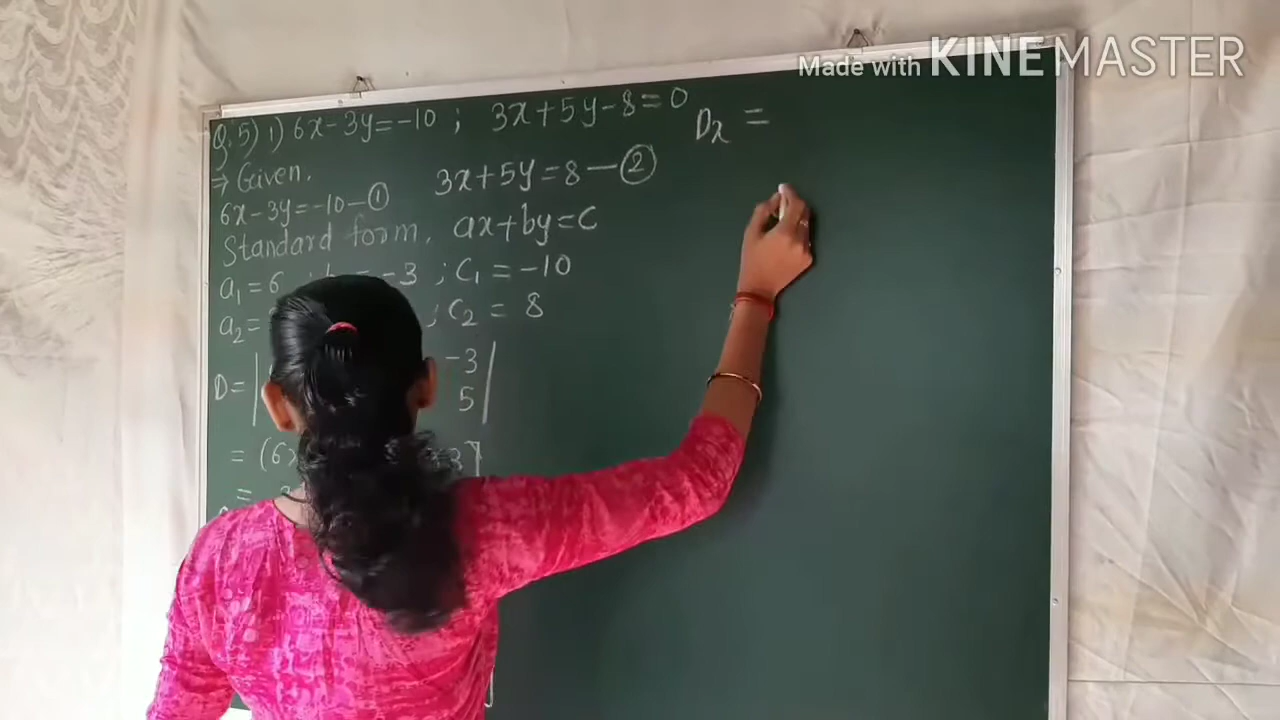 Made with KINEMASTER
Q.5) 1) 6x-3y=-10 ; 3x+5y-8=0
⇒ Given,
6x-3y=-10-① 3x+5y=8-②
Standard form, ax+by=c
a₁=6 ; = -3 ; C₁ = -10
a₂= ; C₂ = 8
D= | -3 |
5
= (6x
=
Dx =